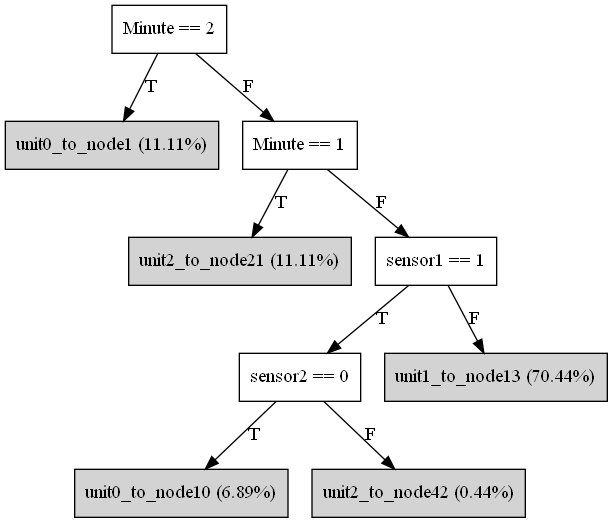 Minute == 2
T
F
unit0_to_node1 (11.11%)
Minute == 1
T
F
unit2_to_node21 (11.11%)
sensor1 == 1
T
F
sensor2 == 0
unit1_to_node13 (70.44%)
T
F
unit0_to_node10 (6.89%)
unit2_to_node42 (0.44%)